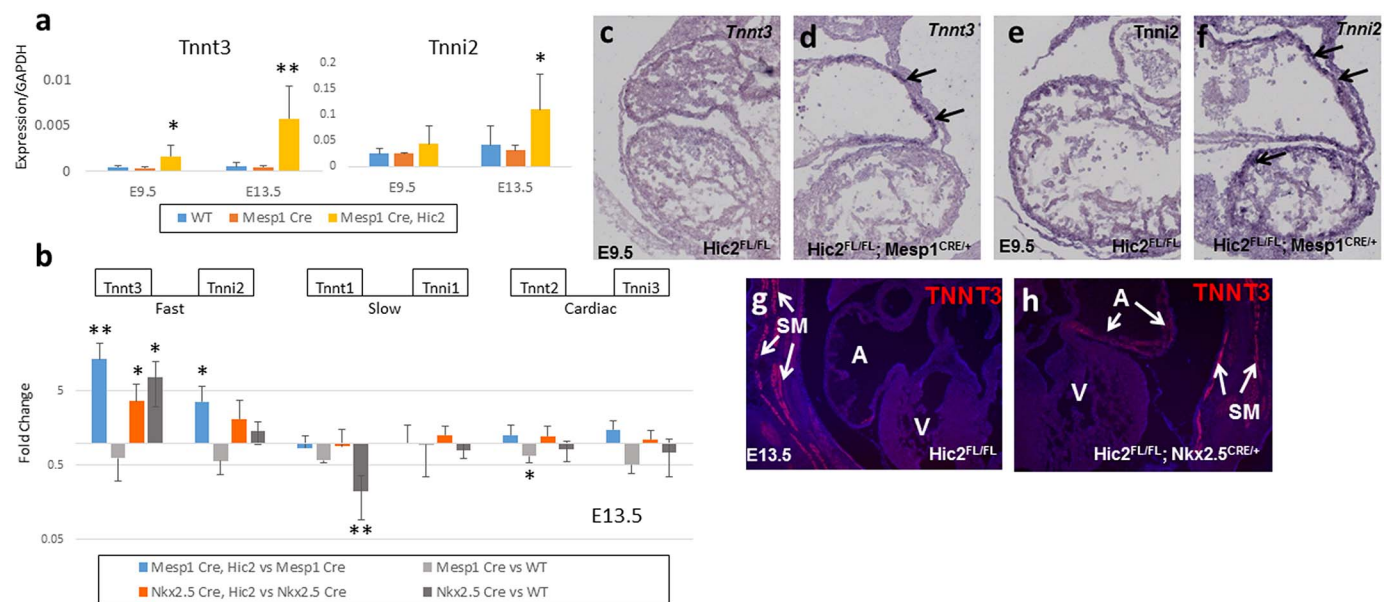 a
Tnnt3
Tnni2
Expression/GAPDH
0.01
0.005
0
*
**
E9.5
E13.5
0.2
0.15
0.1
0.05
0
*
E9.5
E13.5
WT
Mesp1 Cre
Mesp1 Cre, Hic2
b
Tnnt3
Tnni2
Tnnt1
Tnni1
Tnnt2
Tnni3
Fast
Slow
Cardiac
Fold Change
5
0.5
0.05
**
*
*
*
**
*
E13.5
Mesp1 Cre, Hic2 vs Mesp1 Cre
Mesp1 Cre vs WT
Nkx2.5 Cre, Hic2 vs Nkx2.5 Cre
Nkx2.5 Cre vs WT
c
Tnnt3
E9.5
Hic2FL/FL
d
Tnnt3
Hic2FL/FL; Mesp1CRE/+
e
Tnni2
E9.5
Hic2FL/FL
f
Tnni2
Hic2FL/FL; Mesp1CRE/+
g
TNNT3
SM
A
V
E13.5
Hic2FL/FL
h
TNNT3
A
V
SM
Hic2FL/FL; Nkx2.5CRE/+